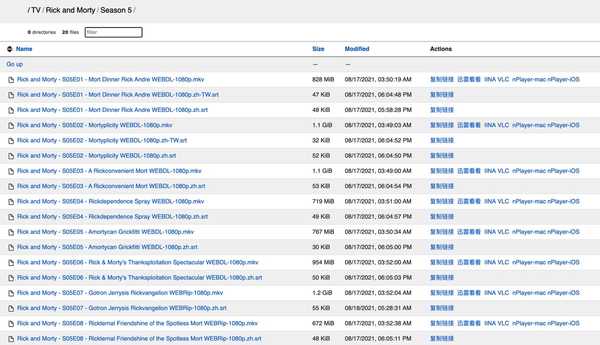 / TV / Rick and Morty / Season 5 /
0 directories 20 files filter
Name Size Modified Actions
Go up — —
Rick and Morty - S05E01 - Mort Dinner Rick Andre WEBDL-1080p.mkv 828 MiB 08/17/2021, 03:50:19 AM 复制链接 迅雷看看 IINA VLC nPlayer-mac nPlayer-iOS
Rick and Morty - S05E01 - Mort Dinner Rick Andre WEBDL-1080p.zh-TW.srt 47 KiB 08/17/2021, 06:04:48 PM 复制链接
Rick and Morty - S05E01 - Mort Dinner Rick Andre WEBDL-1080p.zh.srt 48 KiB 08/17/2021, 05:58:28 PM 复制链接
Rick and Morty - S05E02 - Mortyplicity WEBDL-1080p.mkv 1.1 GiB 08/17/2021, 03:49:03 AM 复制链接 迅雷看看 IINA VLC nPlayer-mac nPlayer-iOS
Rick and Morty - S05E02 - Mortyplicity WEBDL-1080p.zh-TW.srt 32 KiB 08/17/2021, 06:04:52 PM 复制链接
Rick and Morty - S05E02 - Mortyplicity WEBDL-1080p.zh.srt 52 KiB 08/17/2021, 06:04:50 PM 复制链接
Rick and Morty - S05E03 - A Rickconvenient Mort WEBDL-1080p.mkv 1.1 GiB 08/17/2021, 03:49:00 AM 复制链接 迅雷看看 IINA VLC nPlayer-mac nPlayer-iOS
Rick and Morty - S05E03 - A Rickconvenient Mort WEBDL-1080p.zh.srt 53 KiB 08/17/2021, 06:04:54 PM 复制链接
Rick and Morty - S05E04 - Rickdependence Spray WEBDL-1080p.mkv 719 MiB 08/17/2021, 03:51:00 AM 复制链接 迅雷看看 IINA VLC nPlayer-mac nPlayer-iOS
Rick and Morty - S05E04 - Rickdependence Spray WEBDL-1080p.zh.srt 49 KiB 08/17/2021, 06:04:57 PM 复制链接
Rick and Morty - S05E05 - Amortycan Grickfitti WEBDL-1080p.mkv 767 MiB 08/17/2021, 03:50:34 AM 复制链接 迅雷看看 IINA VLC nPlayer-mac nPlayer-iOS
Rick and Morty - S05E05 - Amortycan Grickfitti WEBDL-1080p.zh.srt 30 KiB 08/17/2021, 06:05:00 PM 复制链接
Rick and Morty - S05E06 - Rick & Morty's Thanksploitation Spectacular WEBDL-1080p.mkv 954 MiB 08/17/2021, 03:52:00 AM 复制链接 迅雷看看 IINA VLC nPlayer-mac nPlayer-iOS
Rick and Morty - S05E06 - Rick & Morty's Thanksploitation Spectacular WEBDL-1080p.zh.srt 50 KiB 08/17/2021, 06:05:03 PM 复制链接
Rick and Morty - S05E07 - Gotron Jerrysis Rickvangelion WEBRip-1080p.mkv 1.2 GiB 08/17/2021, 03:52:04 AM 复制链接 迅雷看看 IINA VLC nPlayer-mac nPlayer-iOS
Rick and Morty - S05E07 - Gotron Jerrysis Rickvangelion WEBRip-1080p.zh.srt 55 KiB 08/18/2021, 05:28:31 AM 复制链接
Rick and Morty - S05E08 - Rickternal Friendshine of the Spotless Mort WEBRip-1080p.mkv 672 MiB 08/17/2021, 03:52:38 AM 复制链接 迅雷看看 IINA VLC nPlayer-mac nPlayer-iOS
Rick and Morty - S05E08 - Rickternal Friendshine of the Spotless Mort WEBRip-1080p.zh.srt 48 KiB 08/17/2021, 06:05:11 PM 复制链接